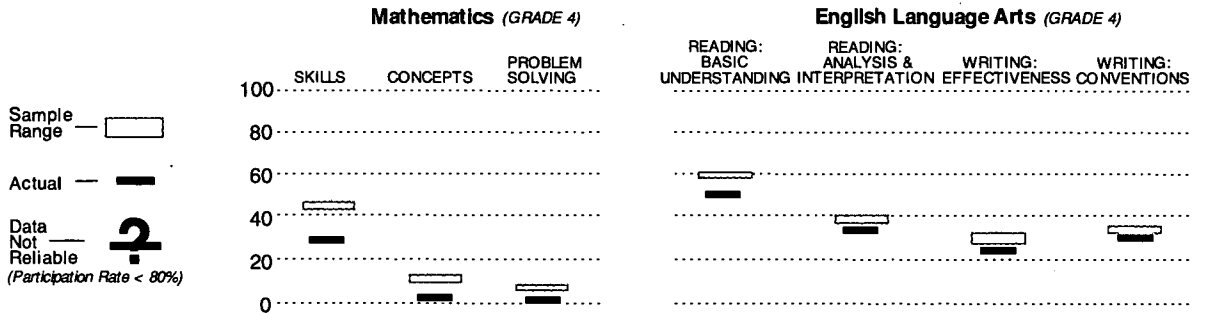 Mathematics (GRADE 4)
English Language Arts (GRADE 4)
SKILLS
CONCEPTS
PROBLEM
SOLVING
READING:
BASIC
UNDERSTANDING
READING:
ANALYSIS &
INTERPRETATION
WRITING:
EFFECTIVENESS
WRITING:
CONVENTIONS
100
80
60
40
20
0
Sample
Range
Actual
Data
Not
Reliable
?
(Participation Rate < 80%)